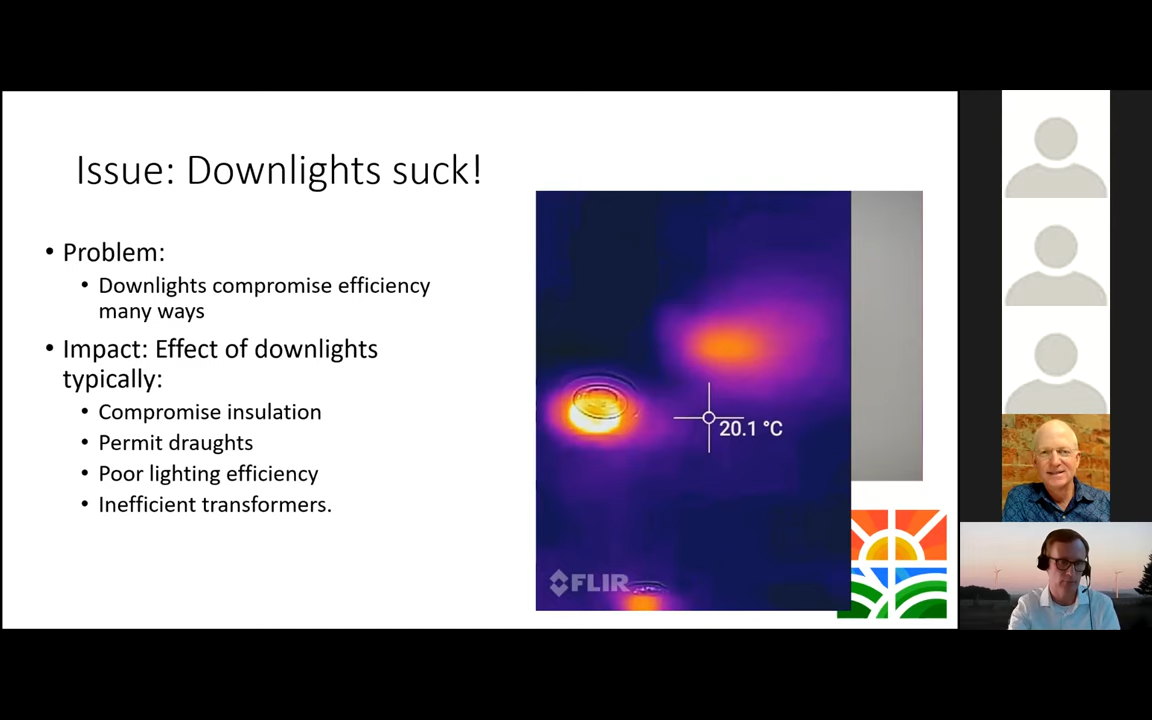 Issue: Downlights suck!
• Problem:
• Downlights compromise efficiency
many ways
• Impact: Effect of downlights
typically:
• Compromise insulation
• Permit draughts
• Poor lighting efficiency
• Inefficient transformers.
20.1 °C
FLIR